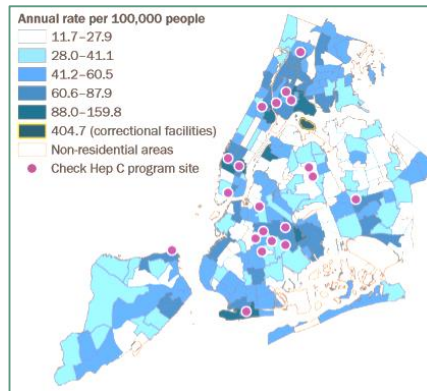 Annual rate per 100,000 people
11.7–27.9
28.0–41.1
41.2–60.5
60.6–87.9
88.0–159.8
404.7 (correctional facilities)
Non-residential areas
Check Hep C program site